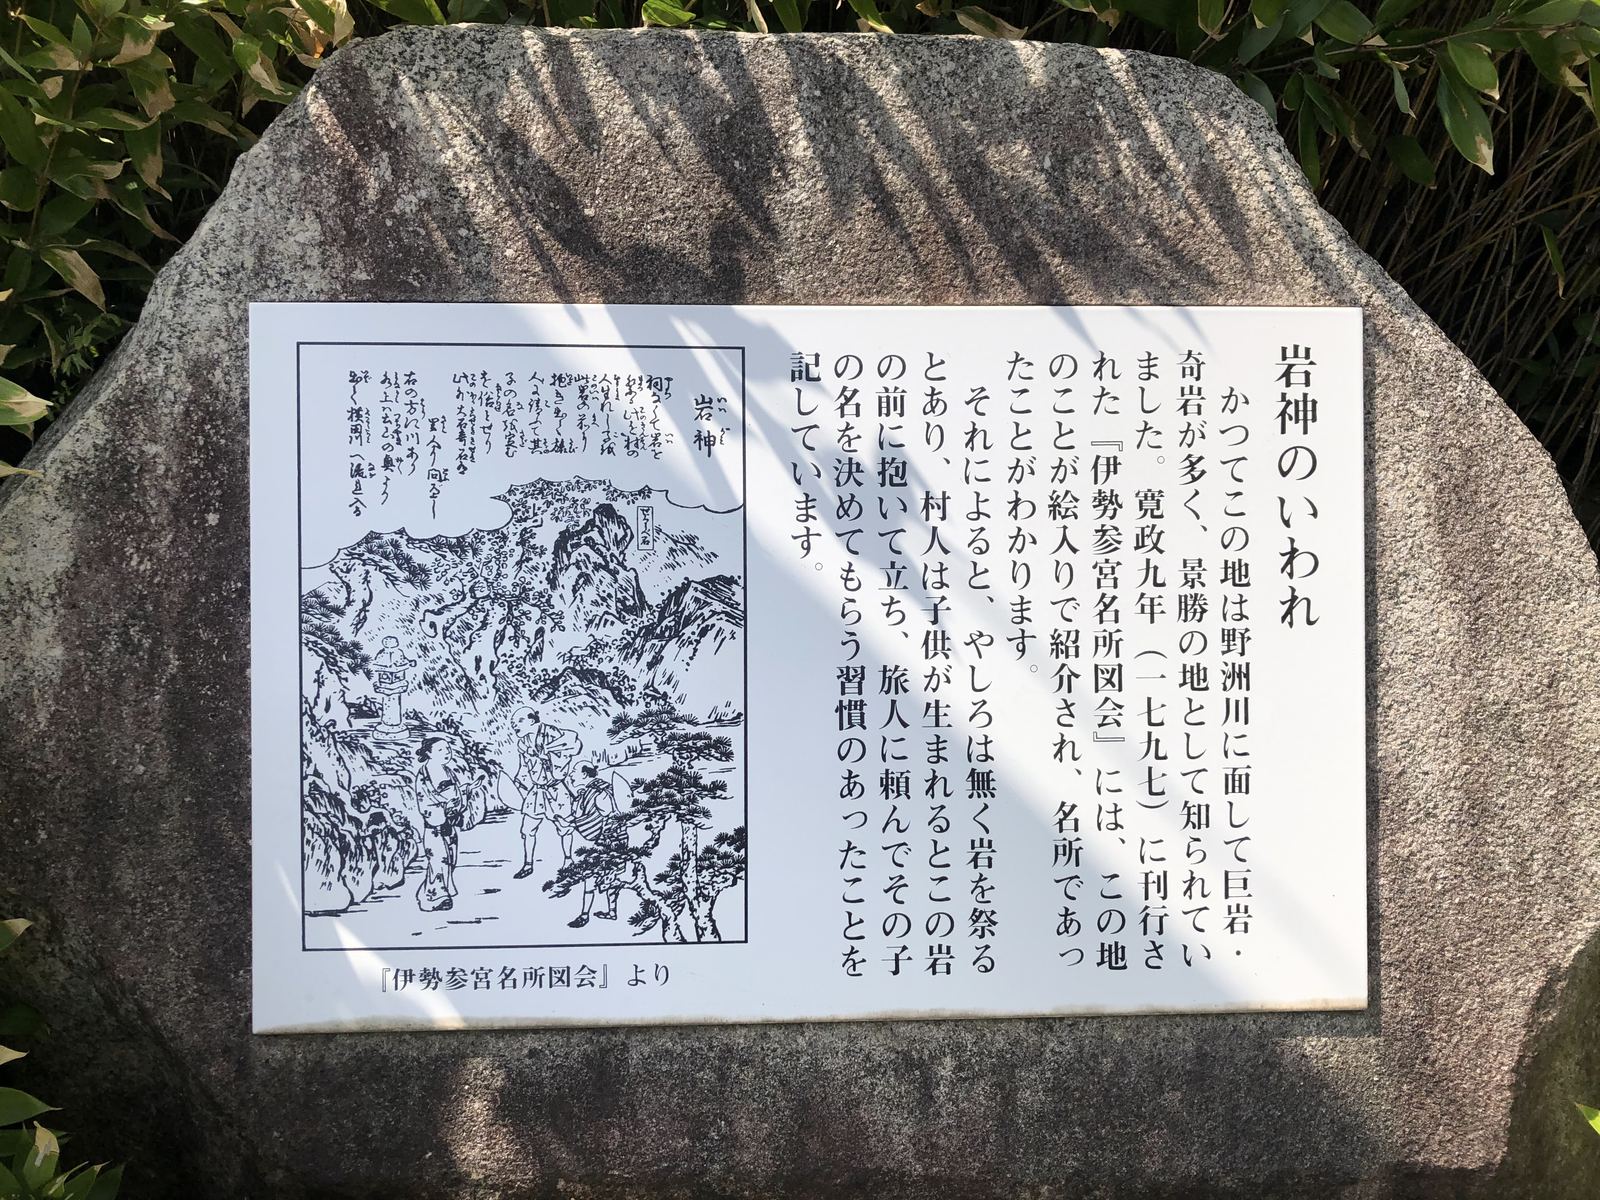 岩神のいわれ
かつてこの地は野洲川に面して巨岩・
奇岩が多く、景勝の地として知られてい
ました。寛政九年（一七九七）に刊行さ
れた『伊勢参宮名所図会』には、この地
のことが絵入りで紹介され、名所であっ
たことがわかります。
それによると、やしろは無く岩を祭る
とあり、村人は子供が生まれるとこの岩
の前に抱いて立ち、旅人に頼んでその子
の名を決めてもらう習慣のあったことを
記しています。
岩神
『伊勢参宮名所図会』より